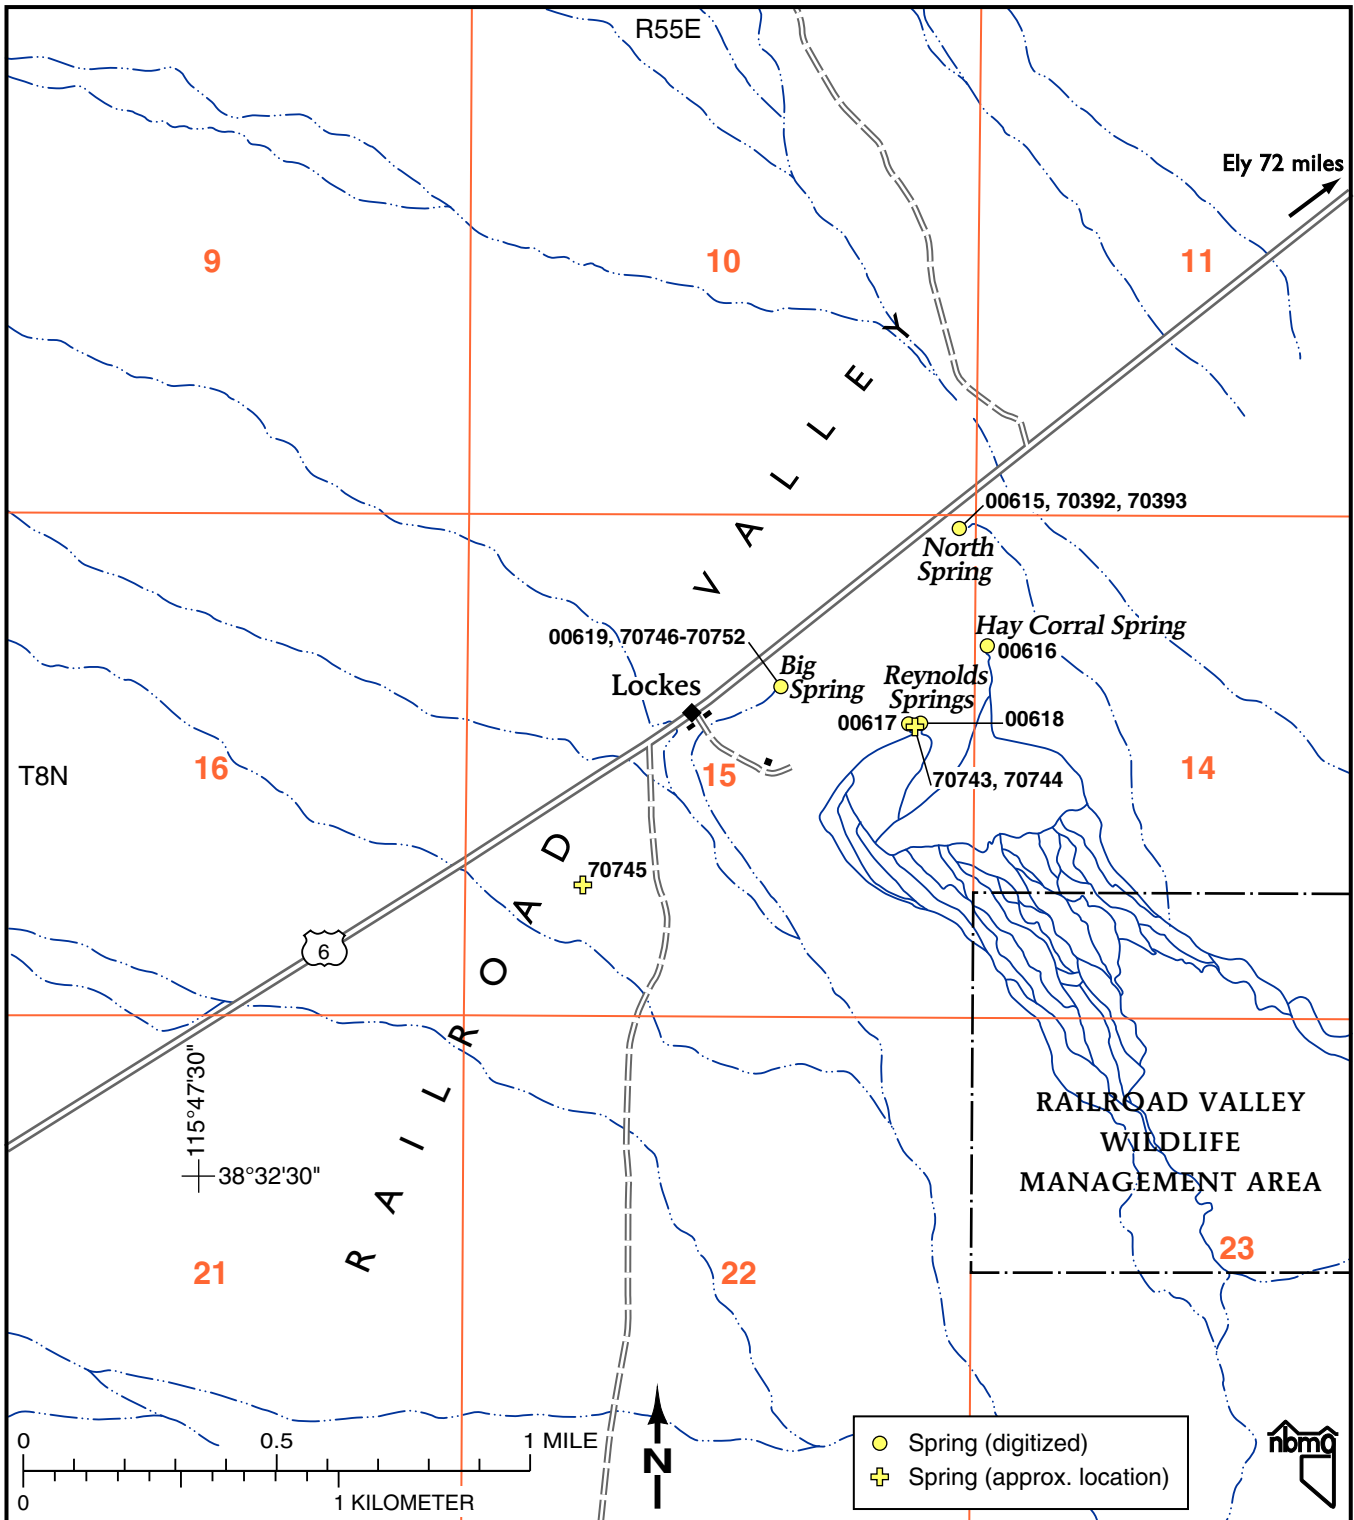 R55E
Ely 72 miles
9
10
11
00615, 70392, 70393
North
Spring
Hay Corral Spring
00616
00619, 70746-70752
Big
Spring
Lockes
Reynolds
Springs
00617
00618
70743, 70744
T8N
16
15
14
70745
6
RAILROAD VALLEY
115°47'30"
38°32'30"
RAILROAD VALLEY
WILDLIFE
MANAGEMENT AREA
21
22
23
0 0.5 1 MILE
0 1 KILOMETER
N
Spring (digitized)
Spring (approx. location)
nbmg